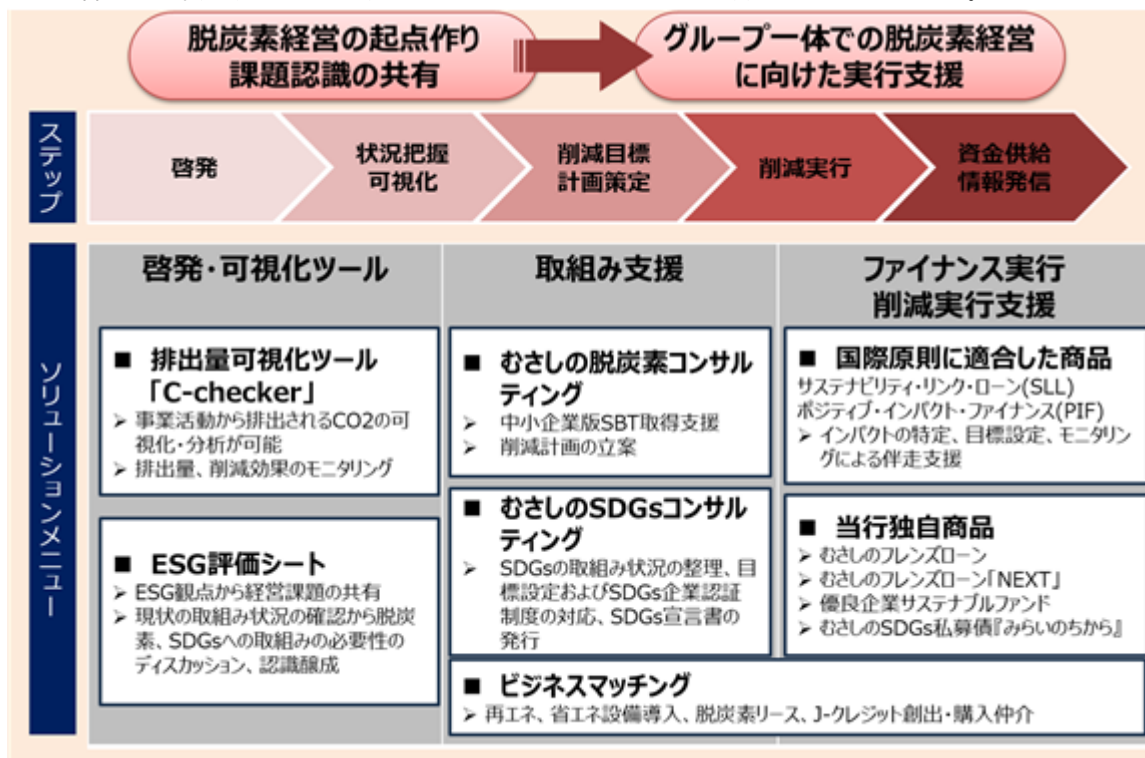 脱炭素経営の起点作り
課題認識の共有
グループ一体での脱炭素経営
に向けた実行支援
ステップ
啓発
状況把握
可視化
削減目標
計画策定
削減実行
資金供給
情報発信
ソリューションメニュー
啓発・可視化ツール
■ 排出量可視化ツール
「C-checker」
➢ 事業活動から排出されるCO2の可
視化・分析が可能
➢ 排出量、削減効果のモニタリング
■ ESG評価シート
➢ ESG観点から経営課題の共有
➢ 現状の取組み状況の確認から脱炭
素、SDGsへの取組みの必要性の
ディスカッション、認識醸成
取組み支援
■ むさしの脱炭素コンサル
ティング
➢ 中小企業版SBT取得支援
➢ 削減計画の立案
■ むさしのSDGsコンサル
ティング
➢ SDGsの取組み状況の整理、目
標設定およびSDGs企業認証
制度の対応、SDGs宣言書の
発行
ファイナンス実行
削減実行支援
■ 国際原則に適合した商品
サステナビリティ・リンク・ローン(SLL)
ポジティブ・インパクト・ファイナンス(PIF)
➢ インパクトの特定、目標設定、モニタリン
グによる伴走支援
■ 当行独自商品
➢ むさしのフレンズローン
➢ むさしのフレンズローン「NEXT」
➢ 優良企業サステナブルファンド
➢ むさしのSDGs私募債『みらいのちから』
■ ビジネスマッチング
➢ 再エネ、省エネ設備導入、脱炭素リース、J-クレジット創出・購入仲介